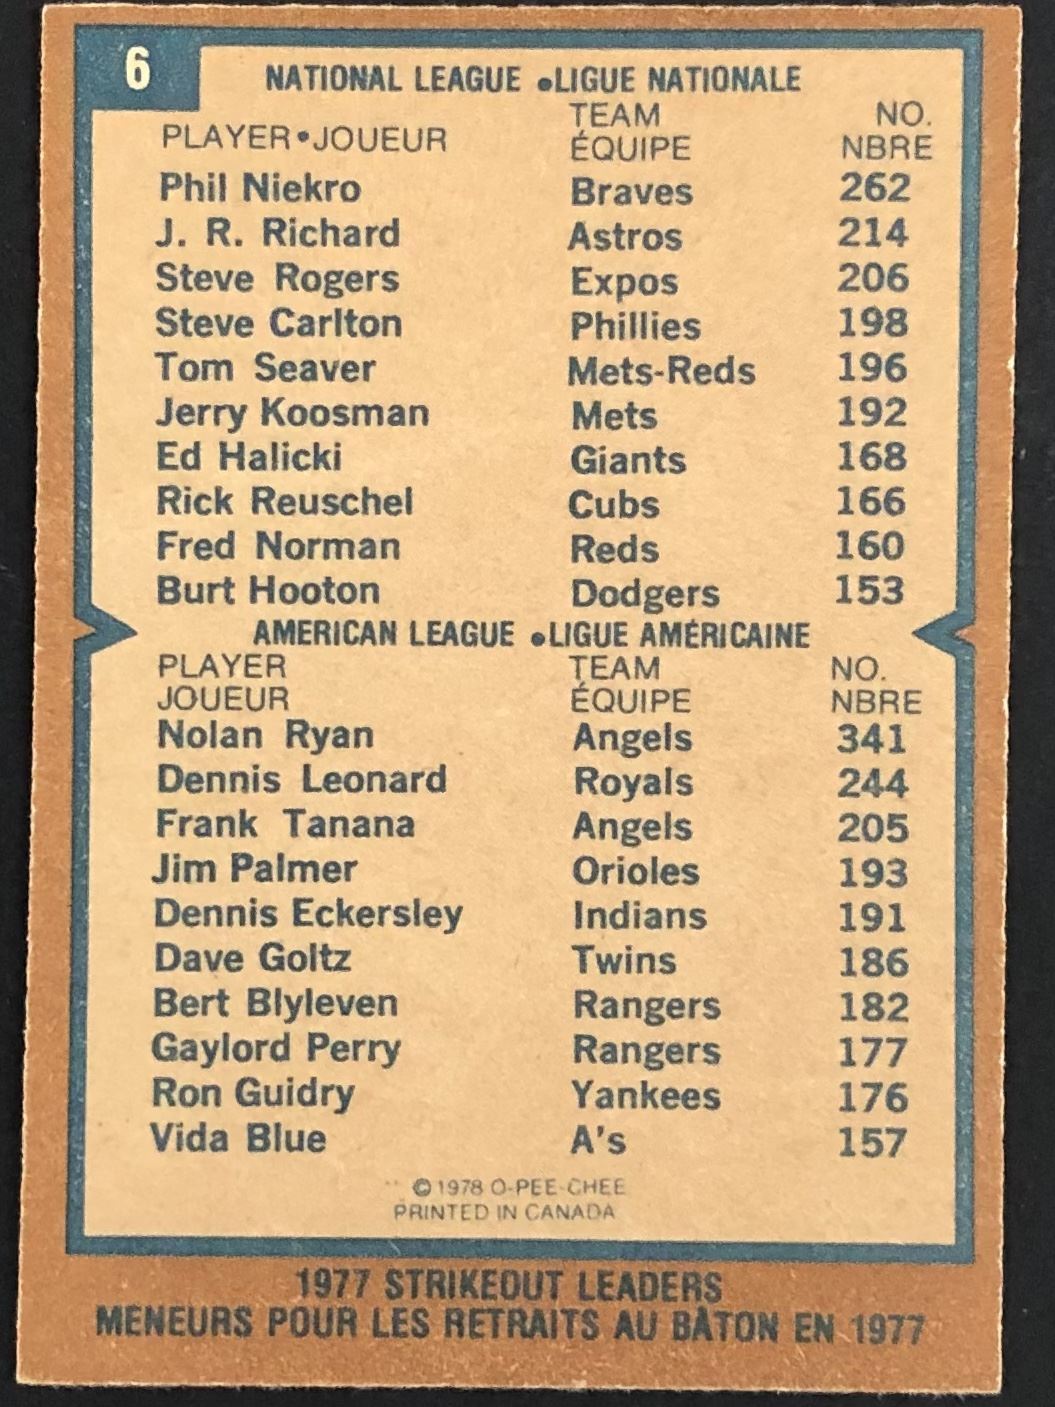 6
NATIONAL LEAGUE •LIGUE NATIONALE
PLAYER•JOUEUR TEAM ÉQUIPE NO. NBRE
Phil Niekro Braves 262
J. R. Richard Astros 214
Steve Rogers Expos 206
Steve Carlton Phillies 198
Tom Seaver Mets-Reds 196
Jerry Koosman Mets 192
Ed Halicki Giants 168
Rick Reuschel Cubs 166
Fred Norman Reds 160
Burt Hooton Dodgers 153
AMERICAN LEAGUE •LIGUE AMÉRICAINE
PLAYER TEAM NO.
JOUEUR ÉQUIPE NBRE
Nolan Ryan Angels 341
Dennis Leonard Royals 244
Frank Tanana Angels 205
Jim Palmer Orioles 193
Dennis Eckersley Indians 191
Dave Goltz Twins 186
Bert Blyleven Rangers 182
Gaylord Perry Rangers 177
Ron Guidry Yankees 176
Vida Blue A's 157
©1978 O-PEE-CHEE
PRINTED IN CANADA
1977 STRIKEOUT LEADERS
MENEURS POUR LES RETRAITS AU BÂTON EN 1977